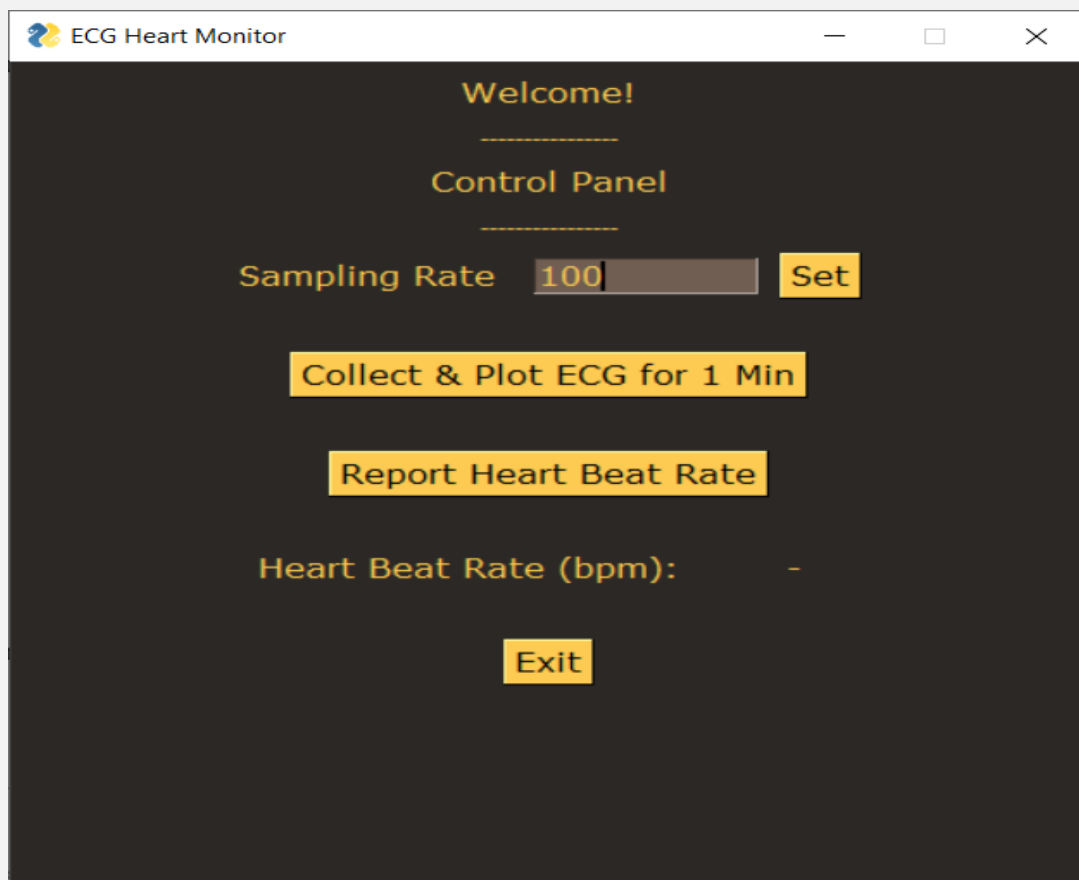 ECG Heart Monitor
Welcome!
----------------
Control Panel
----------------
Sampling Rate 100 Set
Collect & Plot ECG for 1 Min
Report Heart Beat Rate
Heart Beat Rate (bpm): -
Exit